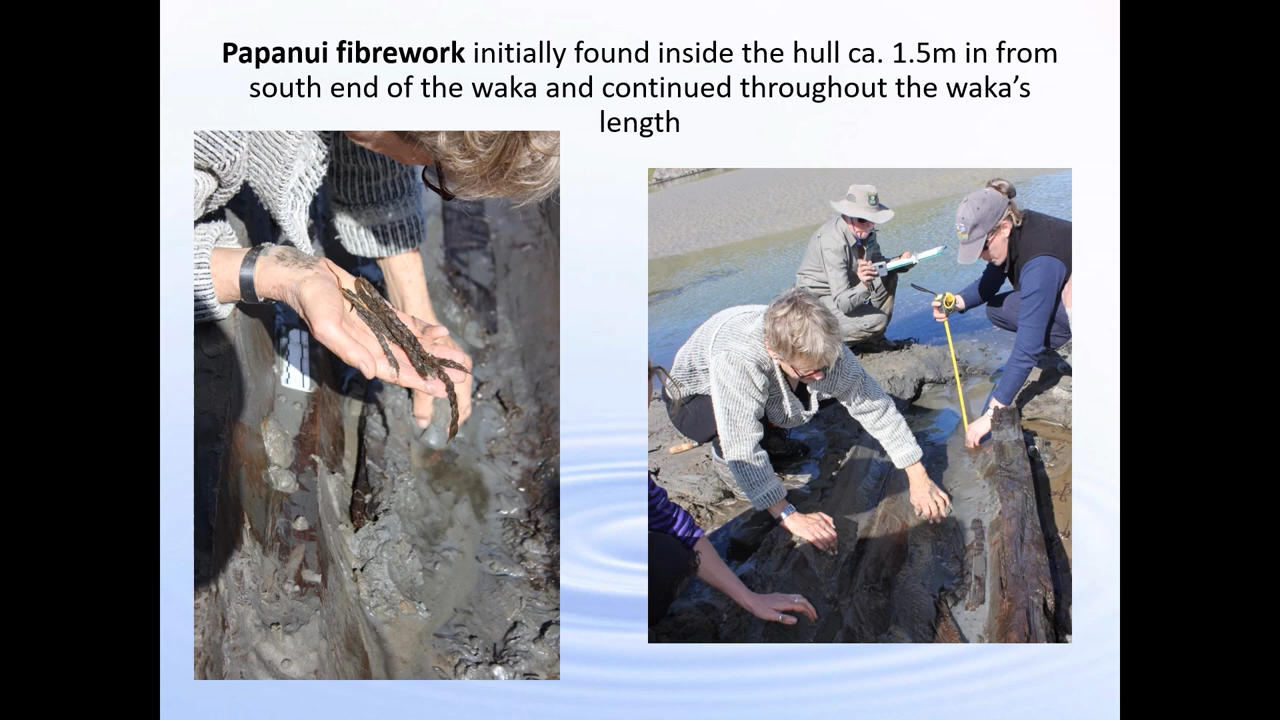 Papanui fibrework initially found inside the hull ca. 1.5m in from
south end of the waka and continued throughout the waka’s
length